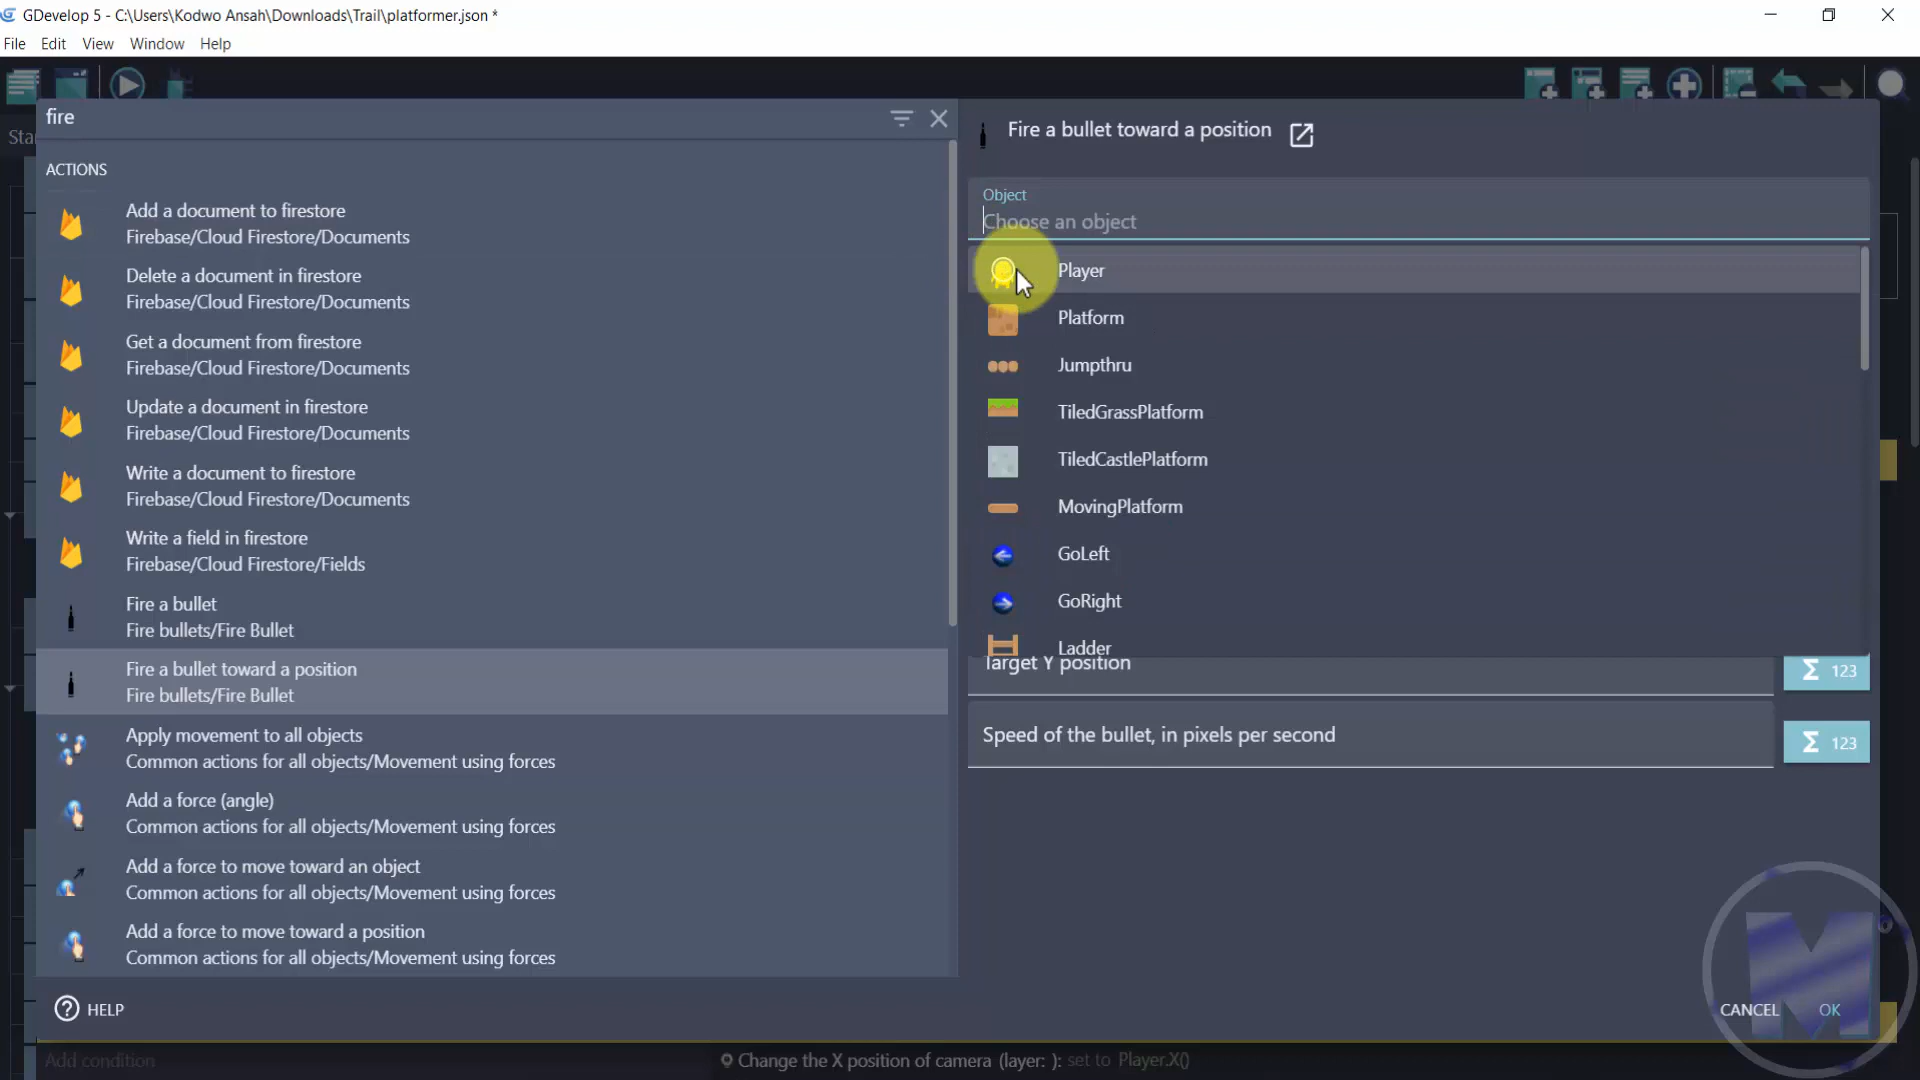 GDevelop 5 - C:\Users\Kodwo Ansah\Downloads\Trail\platformer.json *
File Edit View Window Help
Sta
fire
ACTIONS
Add a document to firestore
Firebase/Cloud Firestore/Documents
Delete a document in firestore
Firebase/Cloud Firestore/Documents
Get a document from firestore
Firebase/Cloud Firestore/Documents
Update a document in firestore
Firebase/Cloud Firestore/Documents
Write a document to firestore
Firebase/Cloud Firestore/Documents
Write a field in firestore
Firebase/Cloud Firestore/Fields
Fire a bullet
Fire bullets/Fire Bullet
Fire a bullet toward a position
Fire bullets/Fire Bullet
Apply movement to all objects
Common actions for all objects/Movement using forces
Add a force (angle)
Common actions for all objects/Movement using forces
Add a force to move toward an object
Common actions for all objects/Movement using forces
Add a force to move toward a position
Common actions for all objects/Movement using forces
HELP
Fire a bullet toward a position
Object
Choose an object
Player
Platform
Jumpthru
TiledGrassPlatform
TiledCastlePlatform
MovingPlatform
GoLeft
GoRight
Ladder
Target Y position
Σ 123
Speed of the bullet, in pixels per second
Σ 123
M
CANCEL OK
Add condition
Change the X position of camera (layer: ): set to Player.X()